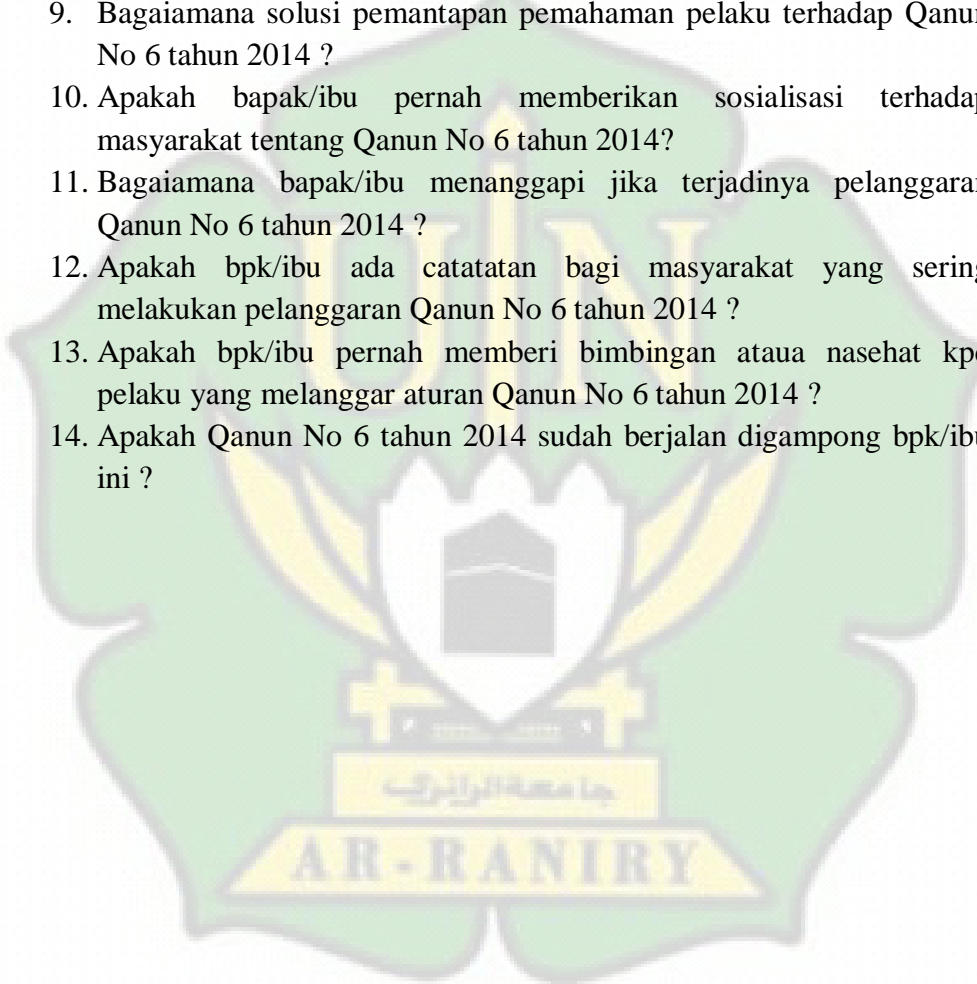 9. Bagaiamana solusi pemantapan pemahaman pelaku terhadap Qanun
No 6 tahun 2014 ?
10. Apakah bapak/ibu pernah memberikan sosialisasi terhadap
masyarakat tentang Qanun No 6 tahun 2014?
11. Bagaiamana bapak/ibu menanggapi jika terjadinya pelanggaran
Qanun No 6 tahun 2014 ?
12. Apakah bpk/ibu ada catatatan bagi masyarakat yang sering
melakukan pelanggaran Qanun No 6 tahun 2014 ?
13. Apakah bpk/ibu pernah memberi bimbingan ataua nasehat kpd
pelaku yang melanggar aturan Qanun No 6 tahun 2014 ?
14. Apakah Qanun No 6 tahun 2014 sudah berjalan digampong bpk/ibu
ini ?
UIN
جامعة الرانري
AR-RANIRY